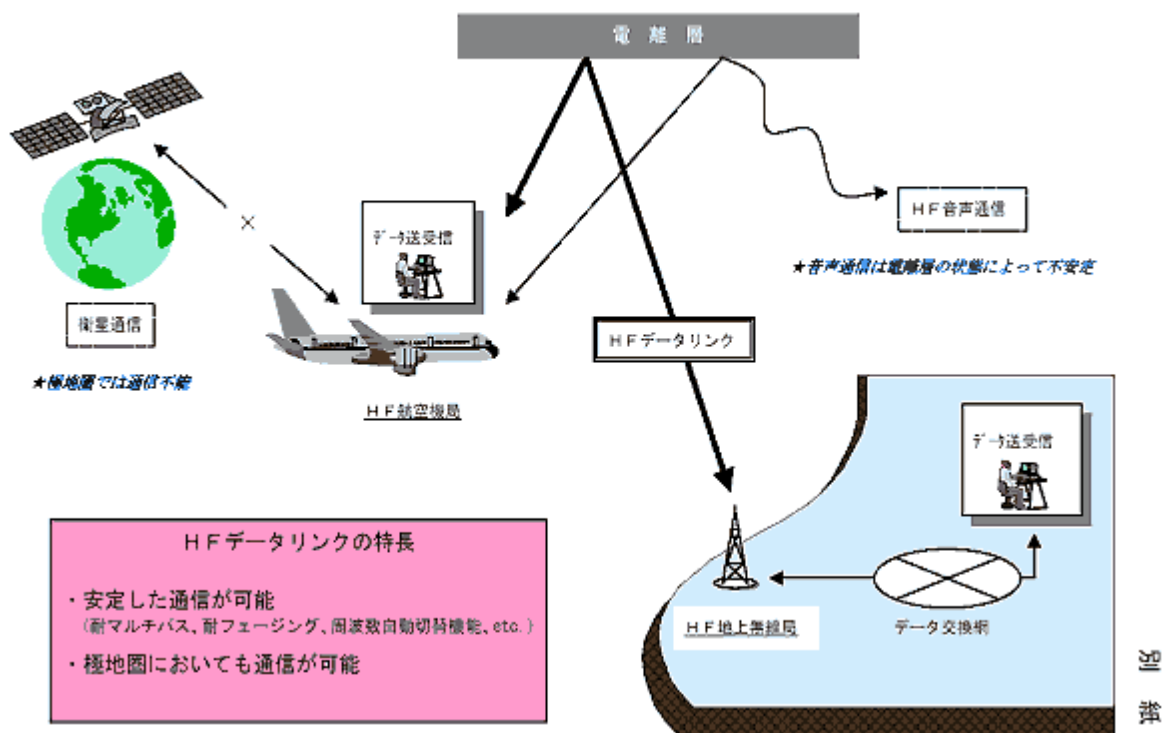 電離層
データ送受信
HF音声通信
★音声通信は電離層の状態によって不安定
×
衛星通信
★極地圏では通信不能
HFデータリンク
HF航空機局
データ送受信
HFデータリンクの特長
・安定した通信が可能
(耐マルチパス、耐フェージング、周波数自動切替機能、etc.)
・極地圏においても通信が可能
HF地上無線局
データ交換網
別紙